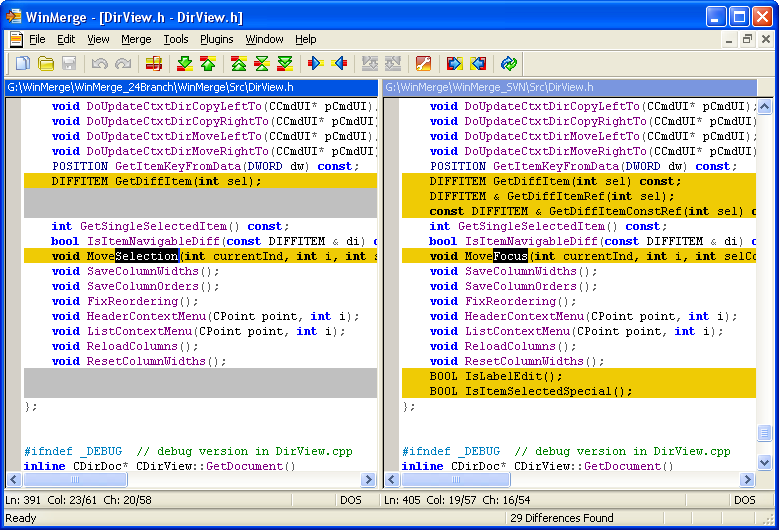 WinMerge - [DirView.h - DirView.h]
File Edit View Merge Tools Plugins Window Help
G:\WinMerge\WinMerge_24Branch\WinMerge\Src\DirView.h
void DoUpdateCtxtDirCopyLeftTo(CCmdUI* pCmdUI)
void DoUpdateCtxtDirCopyRightTo(CCmdUI* pCmdUI)
void DoUpdateCtxtDirMoveLeftTo(CCmdUI* pCmdUI)
void DoUpdateCtxtDirMoveRightTo(CCmdUI* pCmdUI)
POSITION GetItemKeyFromData(DWORD dw) const;
DIFFITEM GetDiffItem(int sel);
int GetSingleSelectedItem() const;
bool IsItemNavigableDiff(const DIFFITEM & di) c
void MoveSelection(int currentInd, int i, int s
void SaveColumnWidths();
void SaveColumnOrders();
void FixReordering();
void HeaderContextMenu(CPoint point, int i);
void ListContextMenu(CPoint point, int i);
void ReloadColumns();
void ResetColumnWidths();
};
#ifndef _DEBUG // debug version in DirView.cpp
inline CDirDoc* CDirView::GetDocument()
Ln: 391 Col: 23/61 Ch: 20/58 DOS
G:\WinMerge\WinMerge_SVN\Src\DirView.h
void DoUpdateCtxtDirCopyLeftTo(CCmdUI* pCmdUI);
void DoUpdateCtxtDirCopyRightTo(CCmdUI* pCmdUI)
void DoUpdateCtxtDirMoveLeftTo(CCmdUI* pCmdUI);
void DoUpdateCtxtDirMoveRightTo(CCmdUI* pCmdUI)
POSITION GetItemKeyFromData(DWORD dw) const;
DIFFITEM GetDiffItem(int sel) const;
DIFFITEM & GetDiffItemRef(int sel);
const DIFFITEM & GetDiffItemConstRef(int sel) c
int GetSingleSelectedItem() const;
bool IsItemNavigableDiff(const DIFFITEM & di) c
void MoveFocus(int currentInd, int i, int selCo
void SaveColumnWidths();
void SaveColumnOrders();
void FixReordering();
void HeaderContextMenu(CPoint point, int i);
void ListContextMenu(CPoint point, int i);
void ReloadColumns();
void ResetColumnWidths();
BOOL IsLabelEdit();
BOOL IsItemSelectedSpecial();
};
#ifndef _DEBUG // debug version in DirView.cpp
inline CDirDoc* CDirView::GetDocument()
Ln: 405 Col: 19/57 Ch: 16/54 DOS
Ready 29 Differences Found